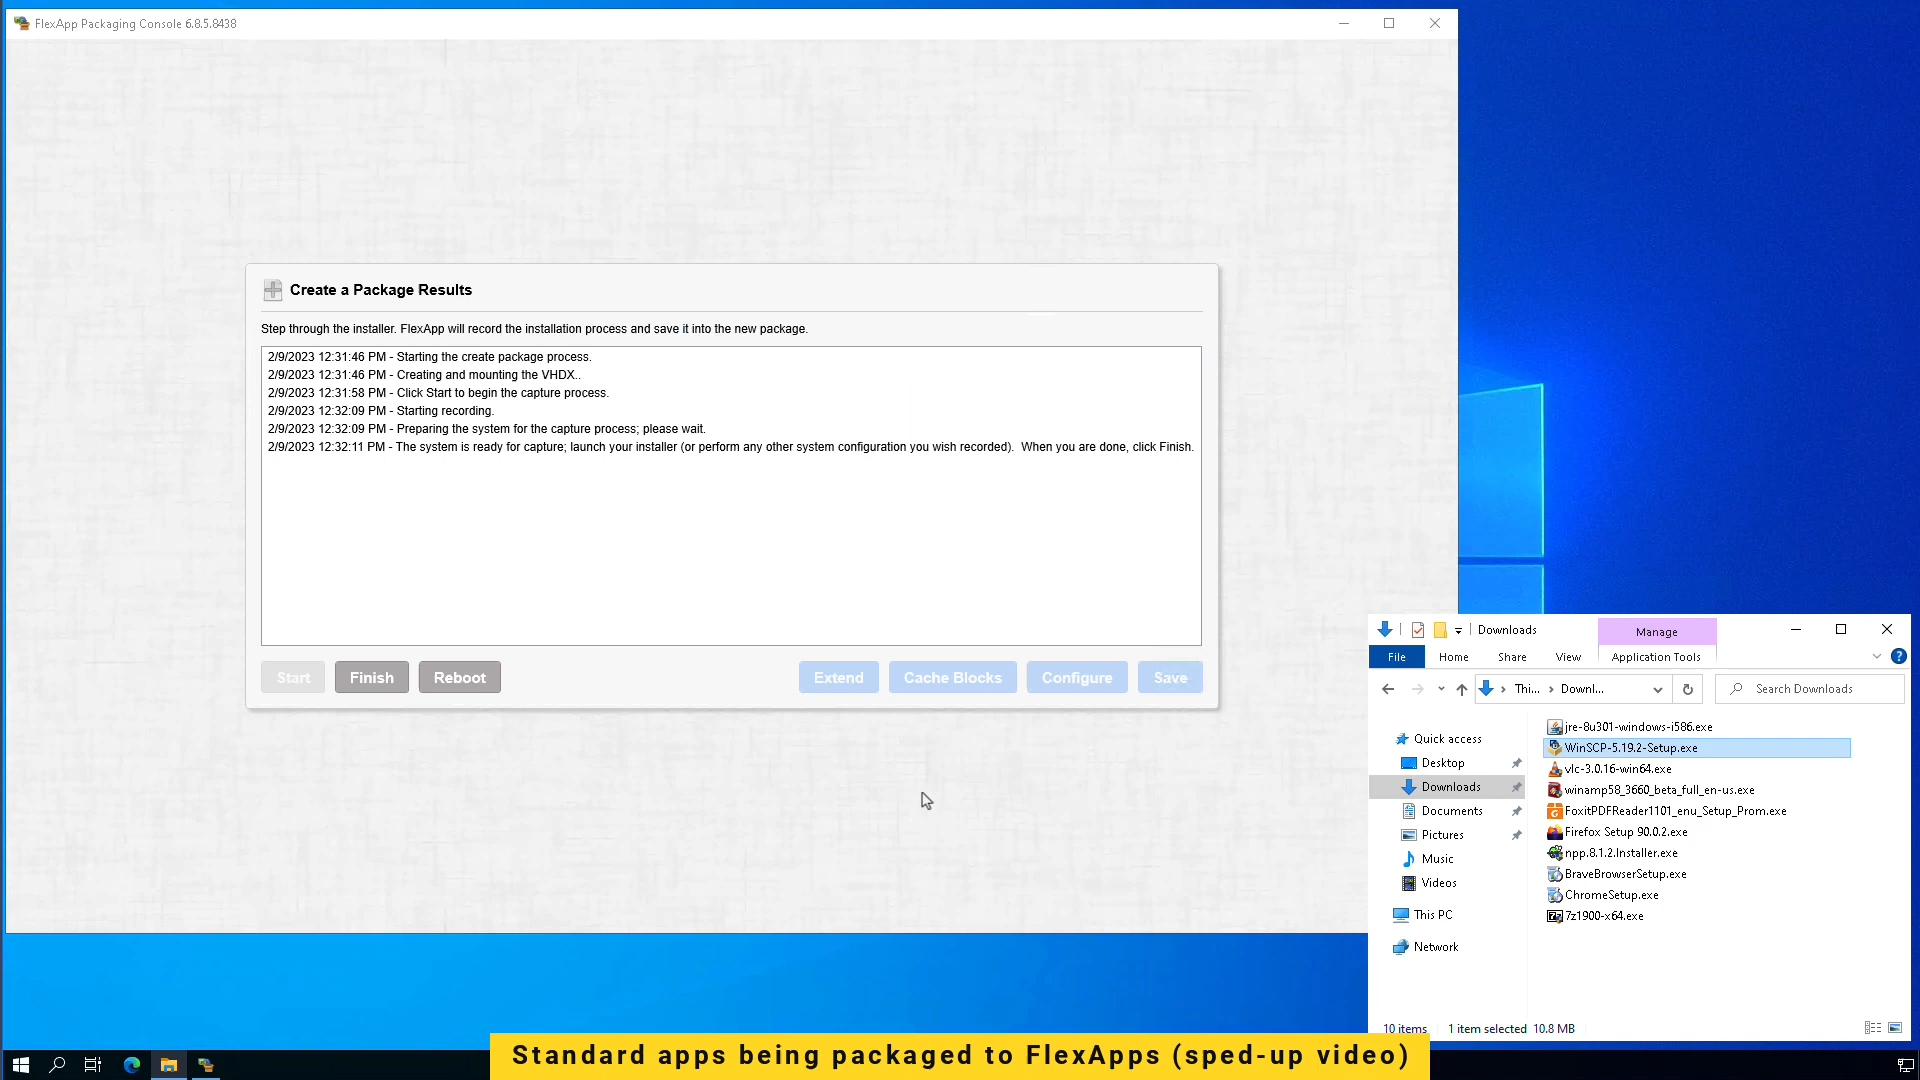 FlexApp Packaging Console 6.8.5.8438
Create a Package Results
Step through the installer. FlexApp will record the installation process and save it into the new package.
2/9/2023 12:31:46 PM - Starting the create package process.
2/9/2023 12:31:46 PM - Creating and mounting the VHDX..
2/9/2023 12:31:58 PM - Click Start to begin the capture process.
2/9/2023 12:32:09 PM - Starting recording.
2/9/2023 12:32:09 PM - Preparing the system for the capture process; please wait.
2/9/2023 12:32:11 PM - The system is ready for capture; launch your installer (or perform any other system configuration you wish recorded).  When you are done, click Finish.
Start Finish Reboot Extend Cache Blocks Configure Save
Downloads Manage
File Home Share View Application Tools
Thi... Downl... Search Downloads
Quick access
Desktop
Downloads
Documents
Pictures
Music
Videos
This PC
Network
jre-8u301-windows-i586.exe
WinSCP-5.19.2-Setup.exe
vlc-3.0.16-win64.exe
winamp58_3660_beta_full_en-us.exe
FoxitPDFReader1101_enu_Setup_Prom.exe
Firefox Setup 90.0.2.exe
npp.8.1.2.Installer.exe
BraveBrowserSetup.exe
ChromeSetup.exe
7z1900-x64.exe
10 items 1 item selected 10.8 MB
Standard apps being packaged to FlexApps (sped-up video)